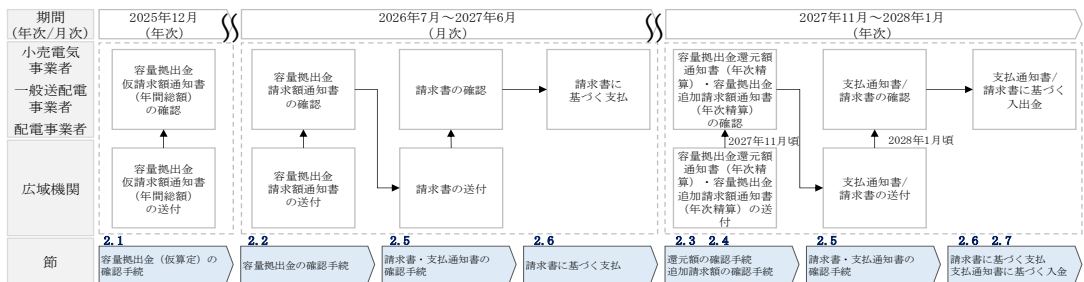 期間
(年次/月次)
2025年12月
(年次)
2026年7月～2027年6月
(月次)
2027年11月～2028年1月
(年次)
小売電気
事業者
一般送配電
事業者
配電事業者
容量拠出金
仮請求額通知書
(年間総額)
の確認
容量拠出金
請求額通知書
の確認
請求書の確認
請求書に
基づく支払
容量拠出金還元額
通知書（年次精
算）・容量拠出金
追加請求額通知書
（年次精算）
の確認
支払通知書/
請求書の確認
支払通知書/
請求書に基づく
入出金
2027年11月頃
2028年1月頃
広域機関
容量拠出金
仮請求額通知書
(年間総額)
の送付
容量拠出金
請求額通知書
の送付
請求書の送付
容量拠出金還元額
通知書（年次精
算）・容量拠出金
追加請求額通知書
（年次精算）の送
付
支払通知書/
請求書の送付
節
2.1
容量拠出金（仮算定）の
確認手続
2.2
容量拠出金の確認手続
2.5
請求書・支払通知書の
確認手続
2.6
請求書に基づく支払
2.3 2.4
還元額の確認手続
追加請求額の確認手続
2.5
請求書・支払通知書の
確認手続
2.6 2.7
請求書に基づく支払
支払通知書に基づく入金